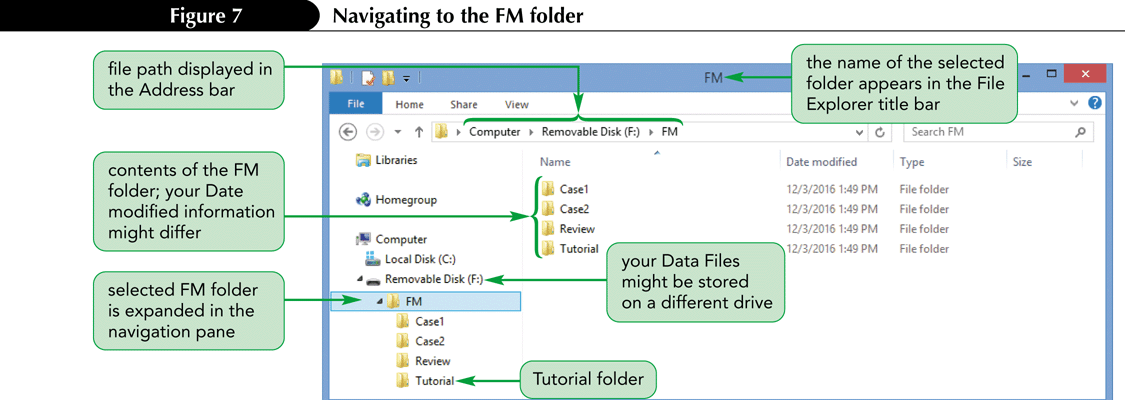 Figure 7
Navigating to the FM folder
file path displayed in
the Address bar
the name of the selected
folder appears in the File
Explorer title bar
FM
File Home Share View
Computer Removable Disk (F:) FM
Search FM
contents of the FM
folder; your Date
modified information
might differ
Libraries
Homegroup
Computer
Local Disk (C:)
Removable Disk (F:)
FM
Case1
Case2
Review
Tutorial
Name Date modified Type Size
Case1 12/3/2016 1:49 PM File folder
Case2 12/3/2016 1:49 PM File folder
Review 12/3/2016 1:49 PM File folder
Tutorial 12/3/2016 1:49 PM File folder
your Data Files
might be stored
on a different drive
selected FM folder
is expanded in the
navigation pane
Tutorial folder